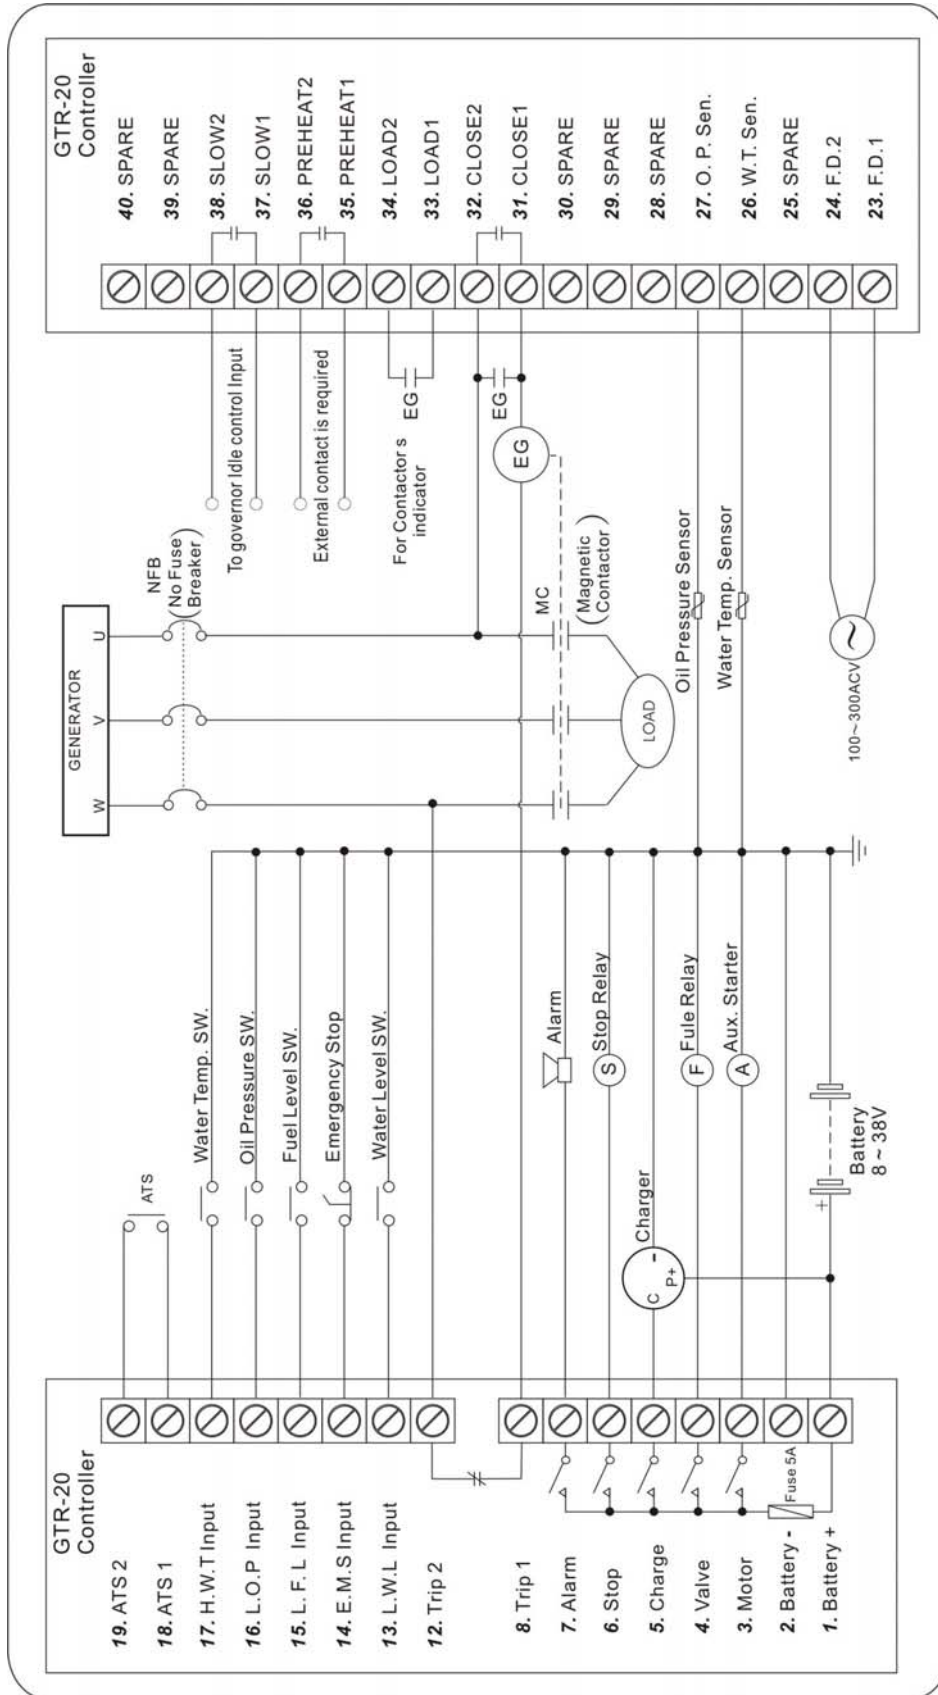 GTR-20
Controller
19. ATS 2
18. ATS 1
17. H.W.T Input
16. L.O.P Input
15. L. F. L Input
14. E.M.S Input
13. L.W.L Input
12. Trip 2
8. Trip 1
7. Alarm
6. Stop
5. Charge
4. Valve
3. Motor
2. Battery -
1. Battery +
Fuse 5A
ATS
Water Temp. SW.
Oil Pressure SW.
Fuel Level SW.
Emergency Stop
Water Level SW.
Alarm
S
Stop Relay
Charger
C
P+
-
F
Fule Relay
A
Aux. Starter
+
Battery
8 ~ 38V
GENERATOR
W
V
U
NFB
(No Fuse
Breaker)
MC
(Magnetic
Contactor)
LOAD
Oil Pressure Sensor
Water Temp. Sensor
100~300ACV
To governor Idle control Input
External contact is required
For Contactor s
indicator
EG
EG
EG
GTR-20
Controller
40. SPARE
39. SPARE
38. SLOW2
37. SLOW1
36. PREHEAT2
35. PREHEAT1
34. LOAD2
33. LOAD1
32. CLOSE2
31. CLOSE1
30. SPARE
29. SPARE
28. SPARE
27. O. P. Sen.
26. W.T. Sen.
25. SPARE
24. F.D.2
23. F.D.1